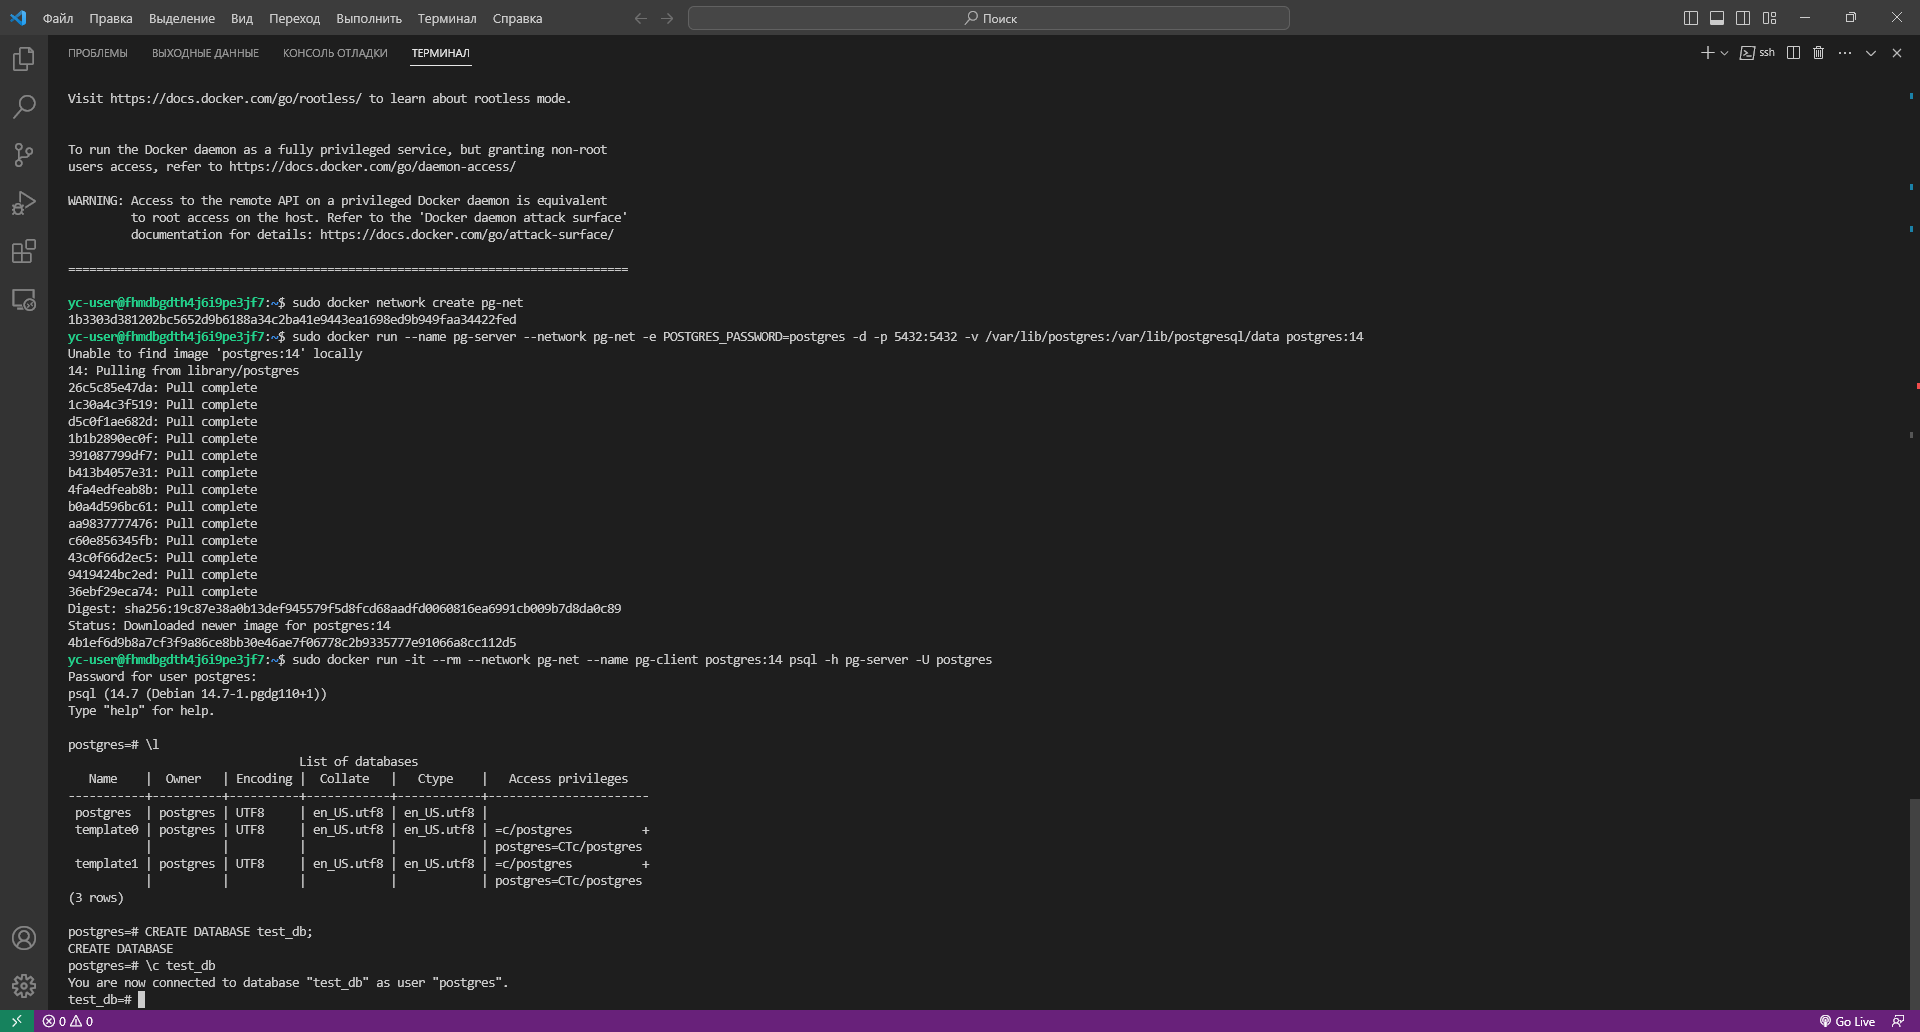 Файл Правка Выделение Вид Переход Выполнить Терминал Справка Поиск
ПРОБЛЕМЫ ВЫХОДНЫЕ ДАННЫЕ КОНСОЛЬ ОТЛАДКИ ТЕРМИНАЛ ssh
Visit https://docs.docker.com/go/rootless/ to learn about rootless mode.
To run the Docker daemon as a fully privileged service, but granting non-root
users access, refer to https://docs.docker.com/go/daemon-access/
WARNING: Access to the remote API on a privileged Docker daemon is equivalent
         to root access on the host. Refer to the 'Docker daemon attack surface'
         documentation for details: https://docs.docker.com/go/attack-surface/
================================================================================
yc-user@fhmdbgdth4j6i9pe3jf7:~$ sudo docker network create pg-net
1b3303d381202bc5652d9b6188a34c2ba41e9443ea1698ed9b949faa34422fed
yc-user@fhmdbgdth4j6i9pe3jf7:~$ sudo docker run --name pg-server --network pg-net -e POSTGRES_PASSWORD=postgres -d -p 5432:5432 -v /var/lib/postgres:/var/lib/postgresql/data postgres:14
Unable to find image 'postgres:14' locally
14: Pulling from library/postgres
26c5c85e47da: Pull complete
1c30a4c3f519: Pull complete
d5c0f1ae682d: Pull complete
1b1b2890ec0f: Pull complete
391087799df7: Pull complete
b413b4057e31: Pull complete
4fa4edfeab8b: Pull complete
b0a4d596bc61: Pull complete
aa9837777476: Pull complete
c60e856345fb: Pull complete
43c0f66d2ec5: Pull complete
9419424bc2ed: Pull complete
36ebf29eca74: Pull complete
Digest: sha256:19c87e38a0b13def945579f5d8fcd68aadfd0060816ea6991cb009b7d8da0c89
Status: Downloaded newer image for postgres:14
4b1ef6d9b8a7cf3f9a86ce8bb30e46ae7f06778c2b9335777e91066a8cc112d5
yc-user@fhmdbgdth4j6i9pe3jf7:~$ sudo docker run -it --rm --network pg-net --name pg-client postgres:14 psql -h pg-server -U postgres
Password for user postgres:
psql (14.7 (Debian 14.7-1.pgdg110+1))
Type "help" for help.
postgres=# \l
                                 List of databases
   Name    |  Owner   | Encoding |  Collate   |   Ctype    |   Access privileges
-----------+----------+----------+------------+------------+-----------------------
 postgres  | postgres | UTF8     | en_US.utf8 | en_US.utf8 |
 template0 | postgres | UTF8     | en_US.utf8 | en_US.utf8 | =c/postgres          +
           |          |          |            |            | postgres=CTc/postgres
 template1 | postgres | UTF8     | en_US.utf8 | en_US.utf8 | =c/postgres          +
           |          |          |            |            | postgres=CTc/postgres
(3 rows)
postgres=# CREATE DATABASE test_db;
CREATE DATABASE
postgres=# \c test_db
You are now connected to database "test_db" as user "postgres".
test_db=#
0 0 Go Live